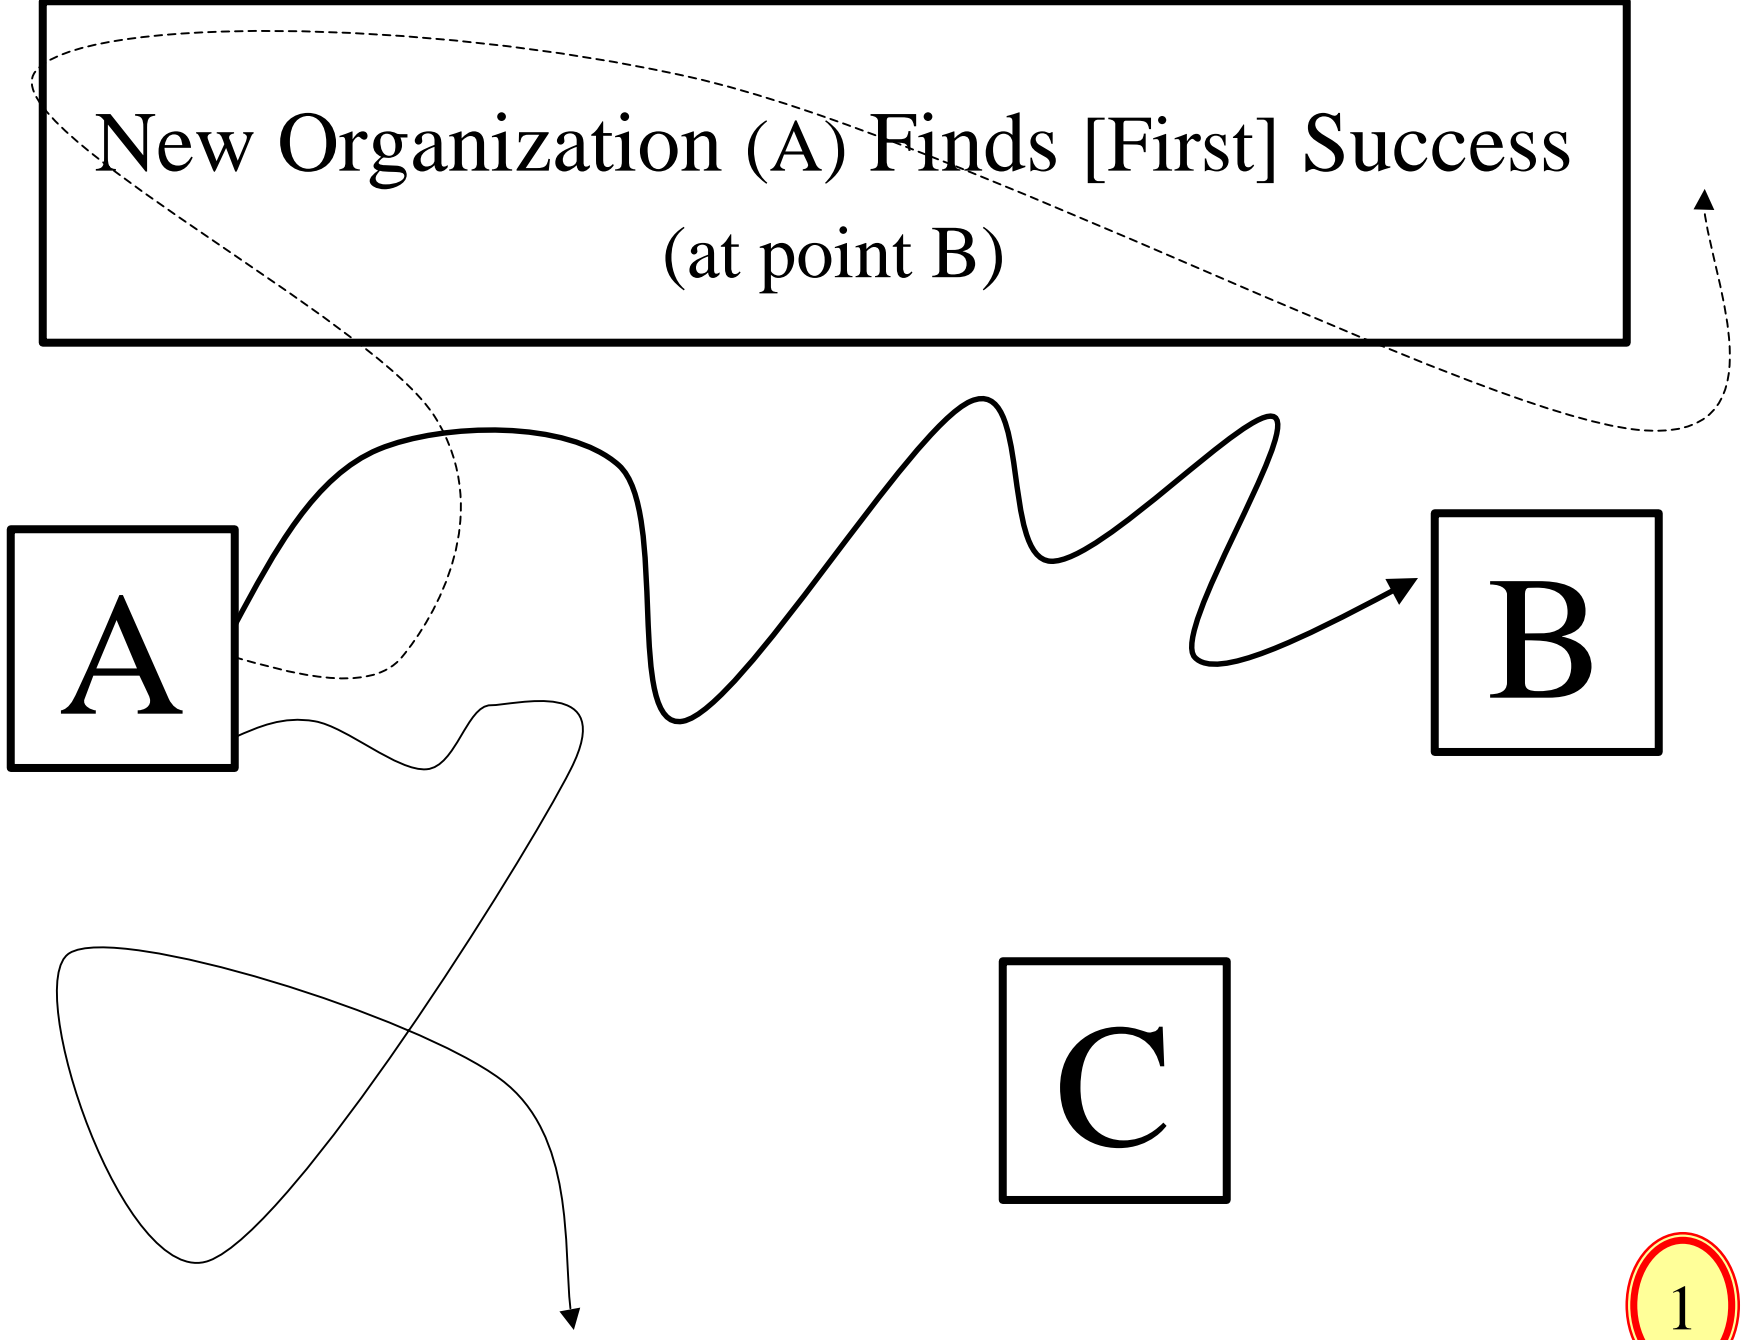 New Organization (A) Finds [First] Success
(at point B)
A
B
C
1